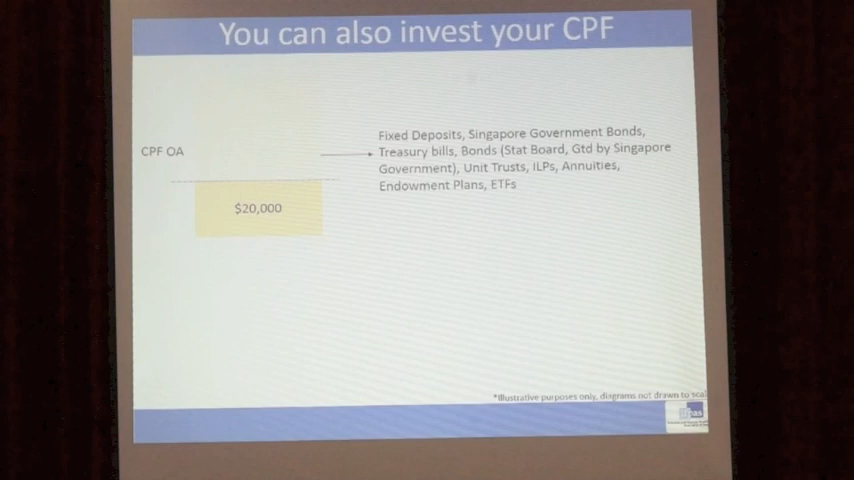 You can also invest your CPF
CPF OA
Fixed Deposits, Singapore Government Bonds,
Treasury bills, Bonds (Stat Board, Gtd by Singapore
Government), Unit Trusts, ILPs, Annuities,
Endowment Plans, ETFs
$20,000
*Illustrative purposes only, diagrams not drawn to scal